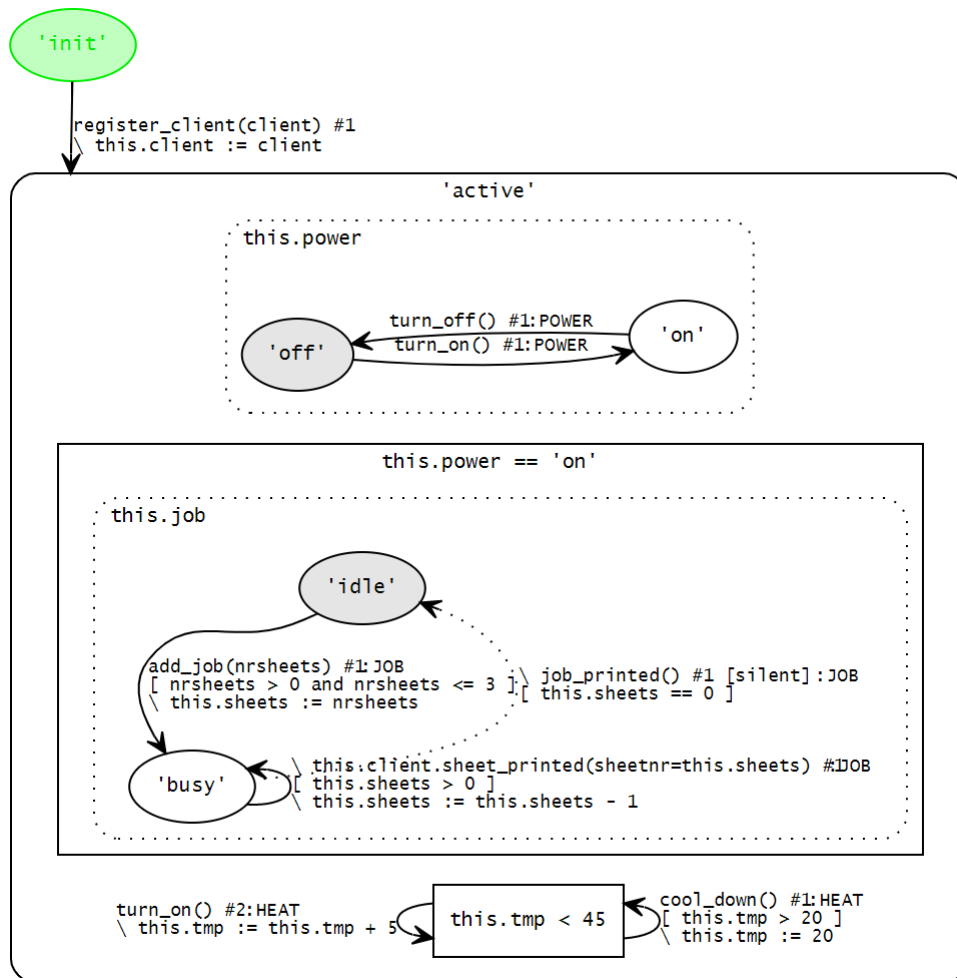 'init'
register_client(client) #1
\ this.client := client
'active'
this.power
turn_off() #1:POWER
'on'
'off'
turn_on() #1:POWER
this.power == 'on'
this.job
'idle'
add_job(nrsheets) #1:JOB
[ nrsheets > 0 and nrsheets <= 3 ]
\ this.sheets := nrsheets
\ job_printed() #1 [silent]:JOB
[ this.sheets == 0 ]
'busy'
\ this.client.sheet_printed(sheetnr=this.sheets) #1JOB
[ this.sheets > 0 ]
\ this.sheets := this.sheets - 1
turn_on() #2:HEAT
\ this.tmp := this.tmp + 5
this.tmp < 45
cool_down() #1:HEAT
[ this.tmp > 20 ]
\ this.tmp := 20